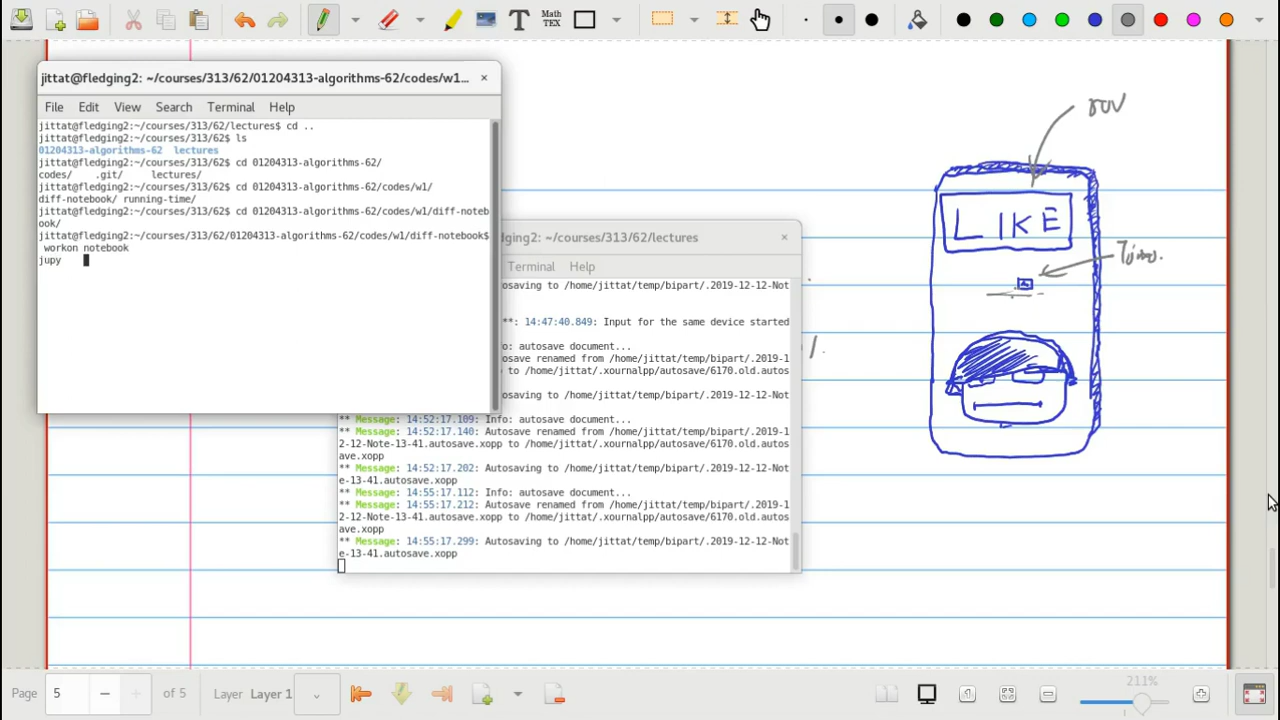 Math
TEX
T
jittat@fledging2: ~/courses/313/62/01204313-algorithms-62/codes/w1...
File Edit View Search Terminal Help
jittat@fledging2:~/courses/313/62/lectures$ cd ..
jittat@fledging2:~/courses/313/62$ ls
01204313-algorithms-62 lectures
jittat@fledging2:~/courses/313/62$ cd 01204313-algorithms-62/
codes/ .git/ lectures/
jittat@fledging2:~/courses/313/62$ cd 01204313-algorithms-62/codes/w1/
diff-notebook/ running-time/
jittat@fledging2:~/courses/313/62$ cd 01204313-algorithms-62/codes/w1/diff-noteb
ook/
jittat@fledging2:~/courses/313/62/01204313-algorithms-62/codes/w1/diff-notebook$
workon notebook
jupy
dging2: ~/courses/313/62/lectures
Terminal Help
osaving to /home/jittat/temp/bipart/.2019-12-12-Not
**: 14:47:40.849: Input for the same device started
o: autosave document...
ave renamed from /home/jittat/temp/bipart/.2019-1
to /home/jittat/.xournalpp/autosave/6170.old.autos
osaving to /home/jittat/temp/bipart/.2019-12-12-Not
** Message: 14:52:17.109: Info: autosave document...
** Message: 14:52:17.140: Autosave renamed from /home/jittat/temp/bipart/.2019-1
2-12-Note-13-41.autosave.xopp to /home/jittat/.xournalpp/autosave/6170.old.autos
ave.xopp
** Message: 14:52:17.202: Autosaving to /home/jittat/temp/bipart/.2019-12-12-Not
e-13-41.autosave.xopp
** Message: 14:55:17.112: Info: autosave document...
** Message: 14:55:17.212: Autosave renamed from /home/jittat/temp/bipart/.2019-1
2-12-Note-13-41.autosave.xopp to /home/jittat/.xournalpp/autosave/6170.old.autos
ave.xopp
** Message: 14:55:17.299: Autosaving to /home/jittat/temp/bipart/.2019-12-12-Not
e-13-41.autosave.xopp
LIKE
Page 5 of 5 Layer Layer 1 211%